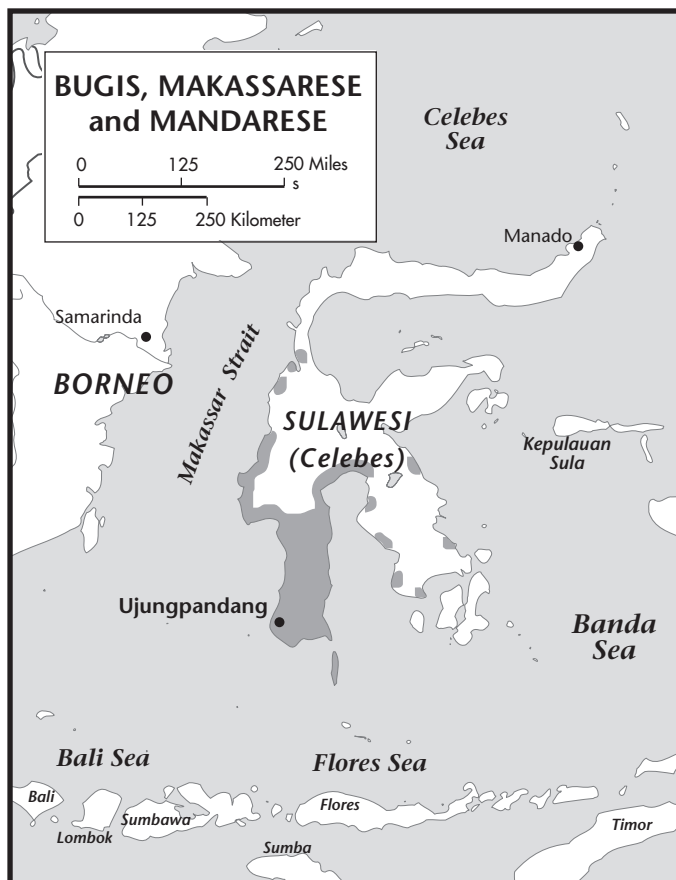 BUGIS, MAKASSARESE
and MANDARESE
0 125 250 Miles
s
0 125 250 Kilometer
Celebes
Sea
Manado
Samarinda
BORNEO
Makassar Strait
SULAWESI
(Celebes)
Kepulauan
Sula
Ujungpandang
Banda
Sea
Bali Sea
Flores Sea
Bali
Lombok
Sumbawa
Flores
Sumba
Timor